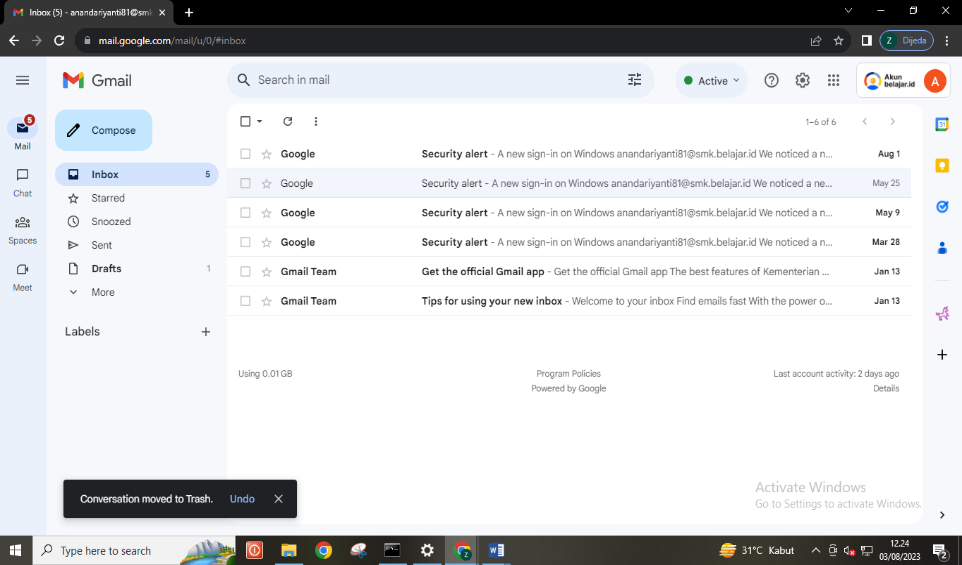 Inbox (5) - anandariyanti81@smk
mail.google.com/mail/u/0/#inbox
Z Dijeda
Gmail
Search in mail
Active
Akun
belajar.id
A
Compose
1–6 of 6
5
Mail
Chat
Spaces
Meet
Inbox 5
Starred
Snoozed
Sent
Drafts 1
More
Labels
Google Security alert - A new sign-in on Windows anandariyanti81@smk.belajar.id We noticed a n... Aug 1
Google Security alert - A new sign-in on Windows anandariyanti81@smk.belajar.id We noticed a ne... May 25
Google Security alert - A new sign-in on Windows anandariyanti81@smk.belajar.id We noticed a n... May 9
Google Security alert - A new sign-in on Windows anandariyanti81@smk.belajar.id We noticed a n... Mar 28
Gmail Team Get the official Gmail app - Get the official Gmail app The best features of Kementerian ... Jan 13
Gmail Team Tips for using your new inbox - Welcome to your inbox Find emails fast With the power o... Jan 13
31
Using 0.01 GB
Program Policies
Powered by Google
Last account activity: 2 days ago
Details
Conversation moved to Trash. Undo
Activate Windows
Go to Settings to activate Windows.
Type here to search
Z
W
31°C Kabut
12.24
03/08/2023
2